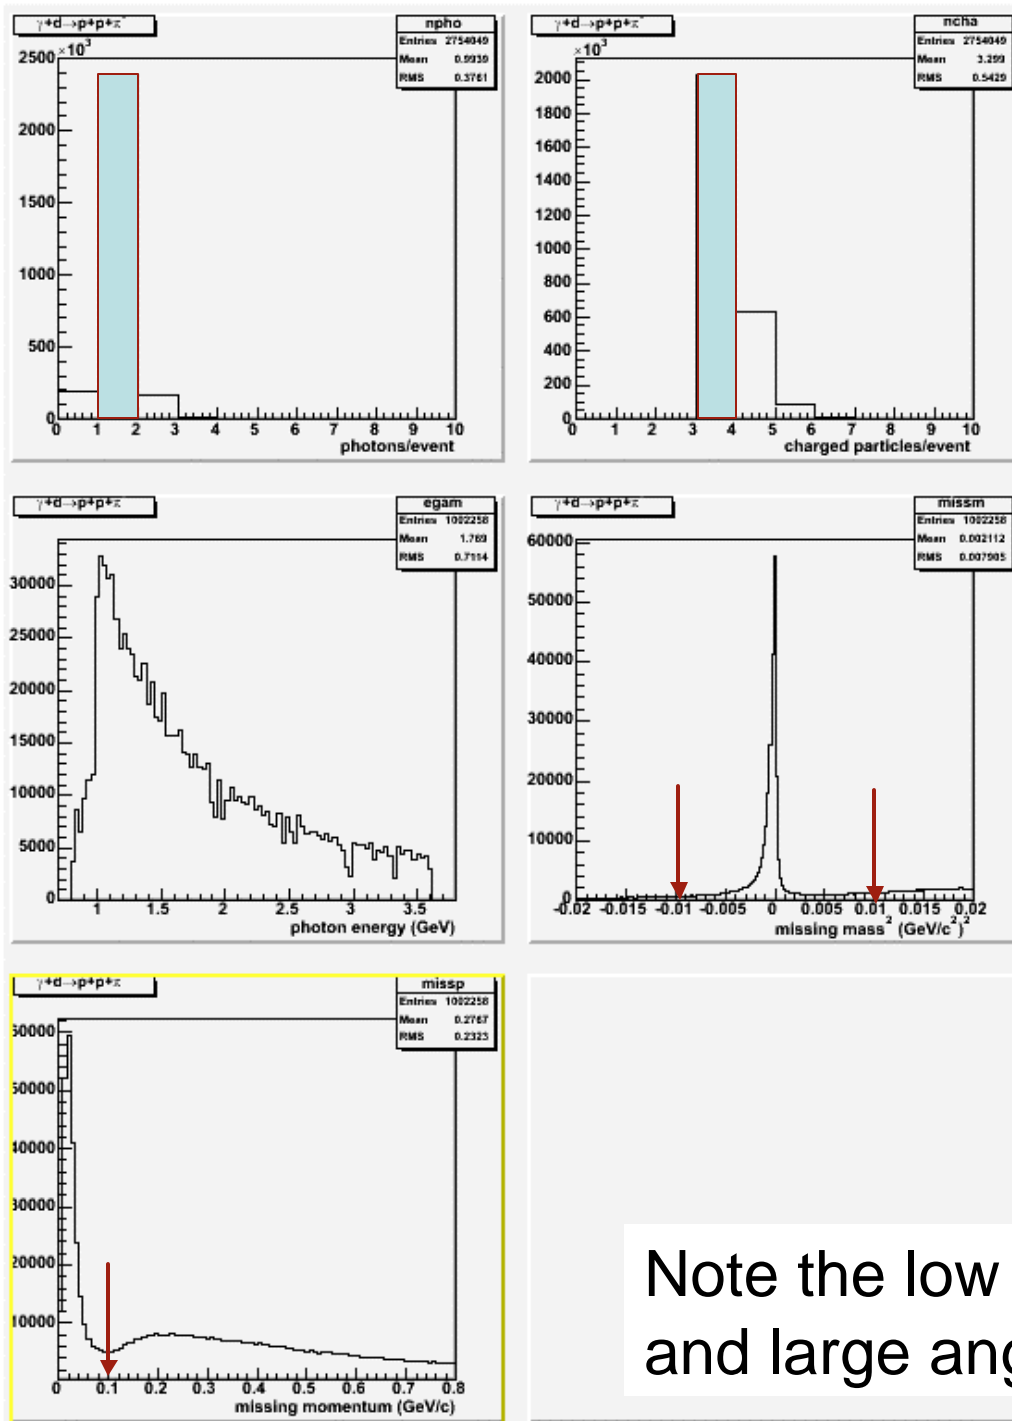 γ+d→p+p+π⁻
npho
Entries 2754049
Mean 0.9939
RMS 0.3761
×10³
2500
2000
1500
1000
500
0
0 1 2 3 4 5 6 7 8 9 10
photons/event
γ+d→p+p+π⁻
ncha
Entries 2754049
Mean 3.299
RMS 0.5429
×10³
2000
1800
1600
1400
1200
1000
800
600
400
200
0
0 1 2 3 4 5 6 7 8 9 10
charged particles/event
γ+d→p+p+π
egam
Entries 1002258
Mean 1.769
RMS 0.7114
30000
25000
20000
15000
10000
5000
0
1 1.5 2 2.5 3 3.5
photon energy (GeV)
γ+d→p+p+π
missm
Entries 1002258
Mean 0.002112
RMS 0.007905
60000
50000
40000
30000
20000
10000
0
-0.02 -0.015 -0.01 -0.005 0 0.005 0.01 0.015 0.02
missing mass² (GeV/c²)²
γ+d→p+p+π
missp
Entries 1002258
Mean 0.2767
RMS 0.2323
60000
50000
40000
30000
20000
10000
0 0.1 0.2 0.3 0.4 0.5 0.6 0.7 0.8
missing momentum (GeV/c)
Note the low
and large ang